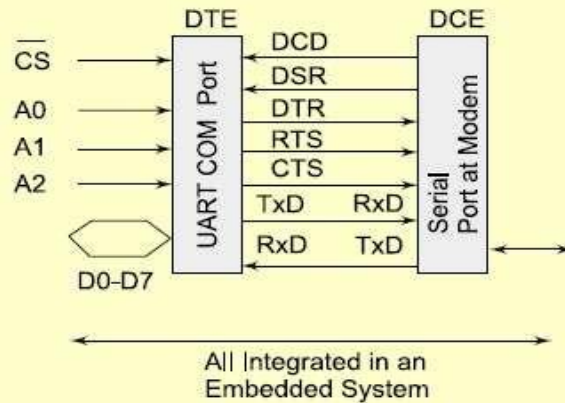 DTE DCE
CS
A0
A1
A2
D0-D7
UART COM Port
DCD
DSR
DTR
RTS
CTS
TxD RxD
RxD TxD
Serial
Port at Modem
All Integrated in an
Embedded System